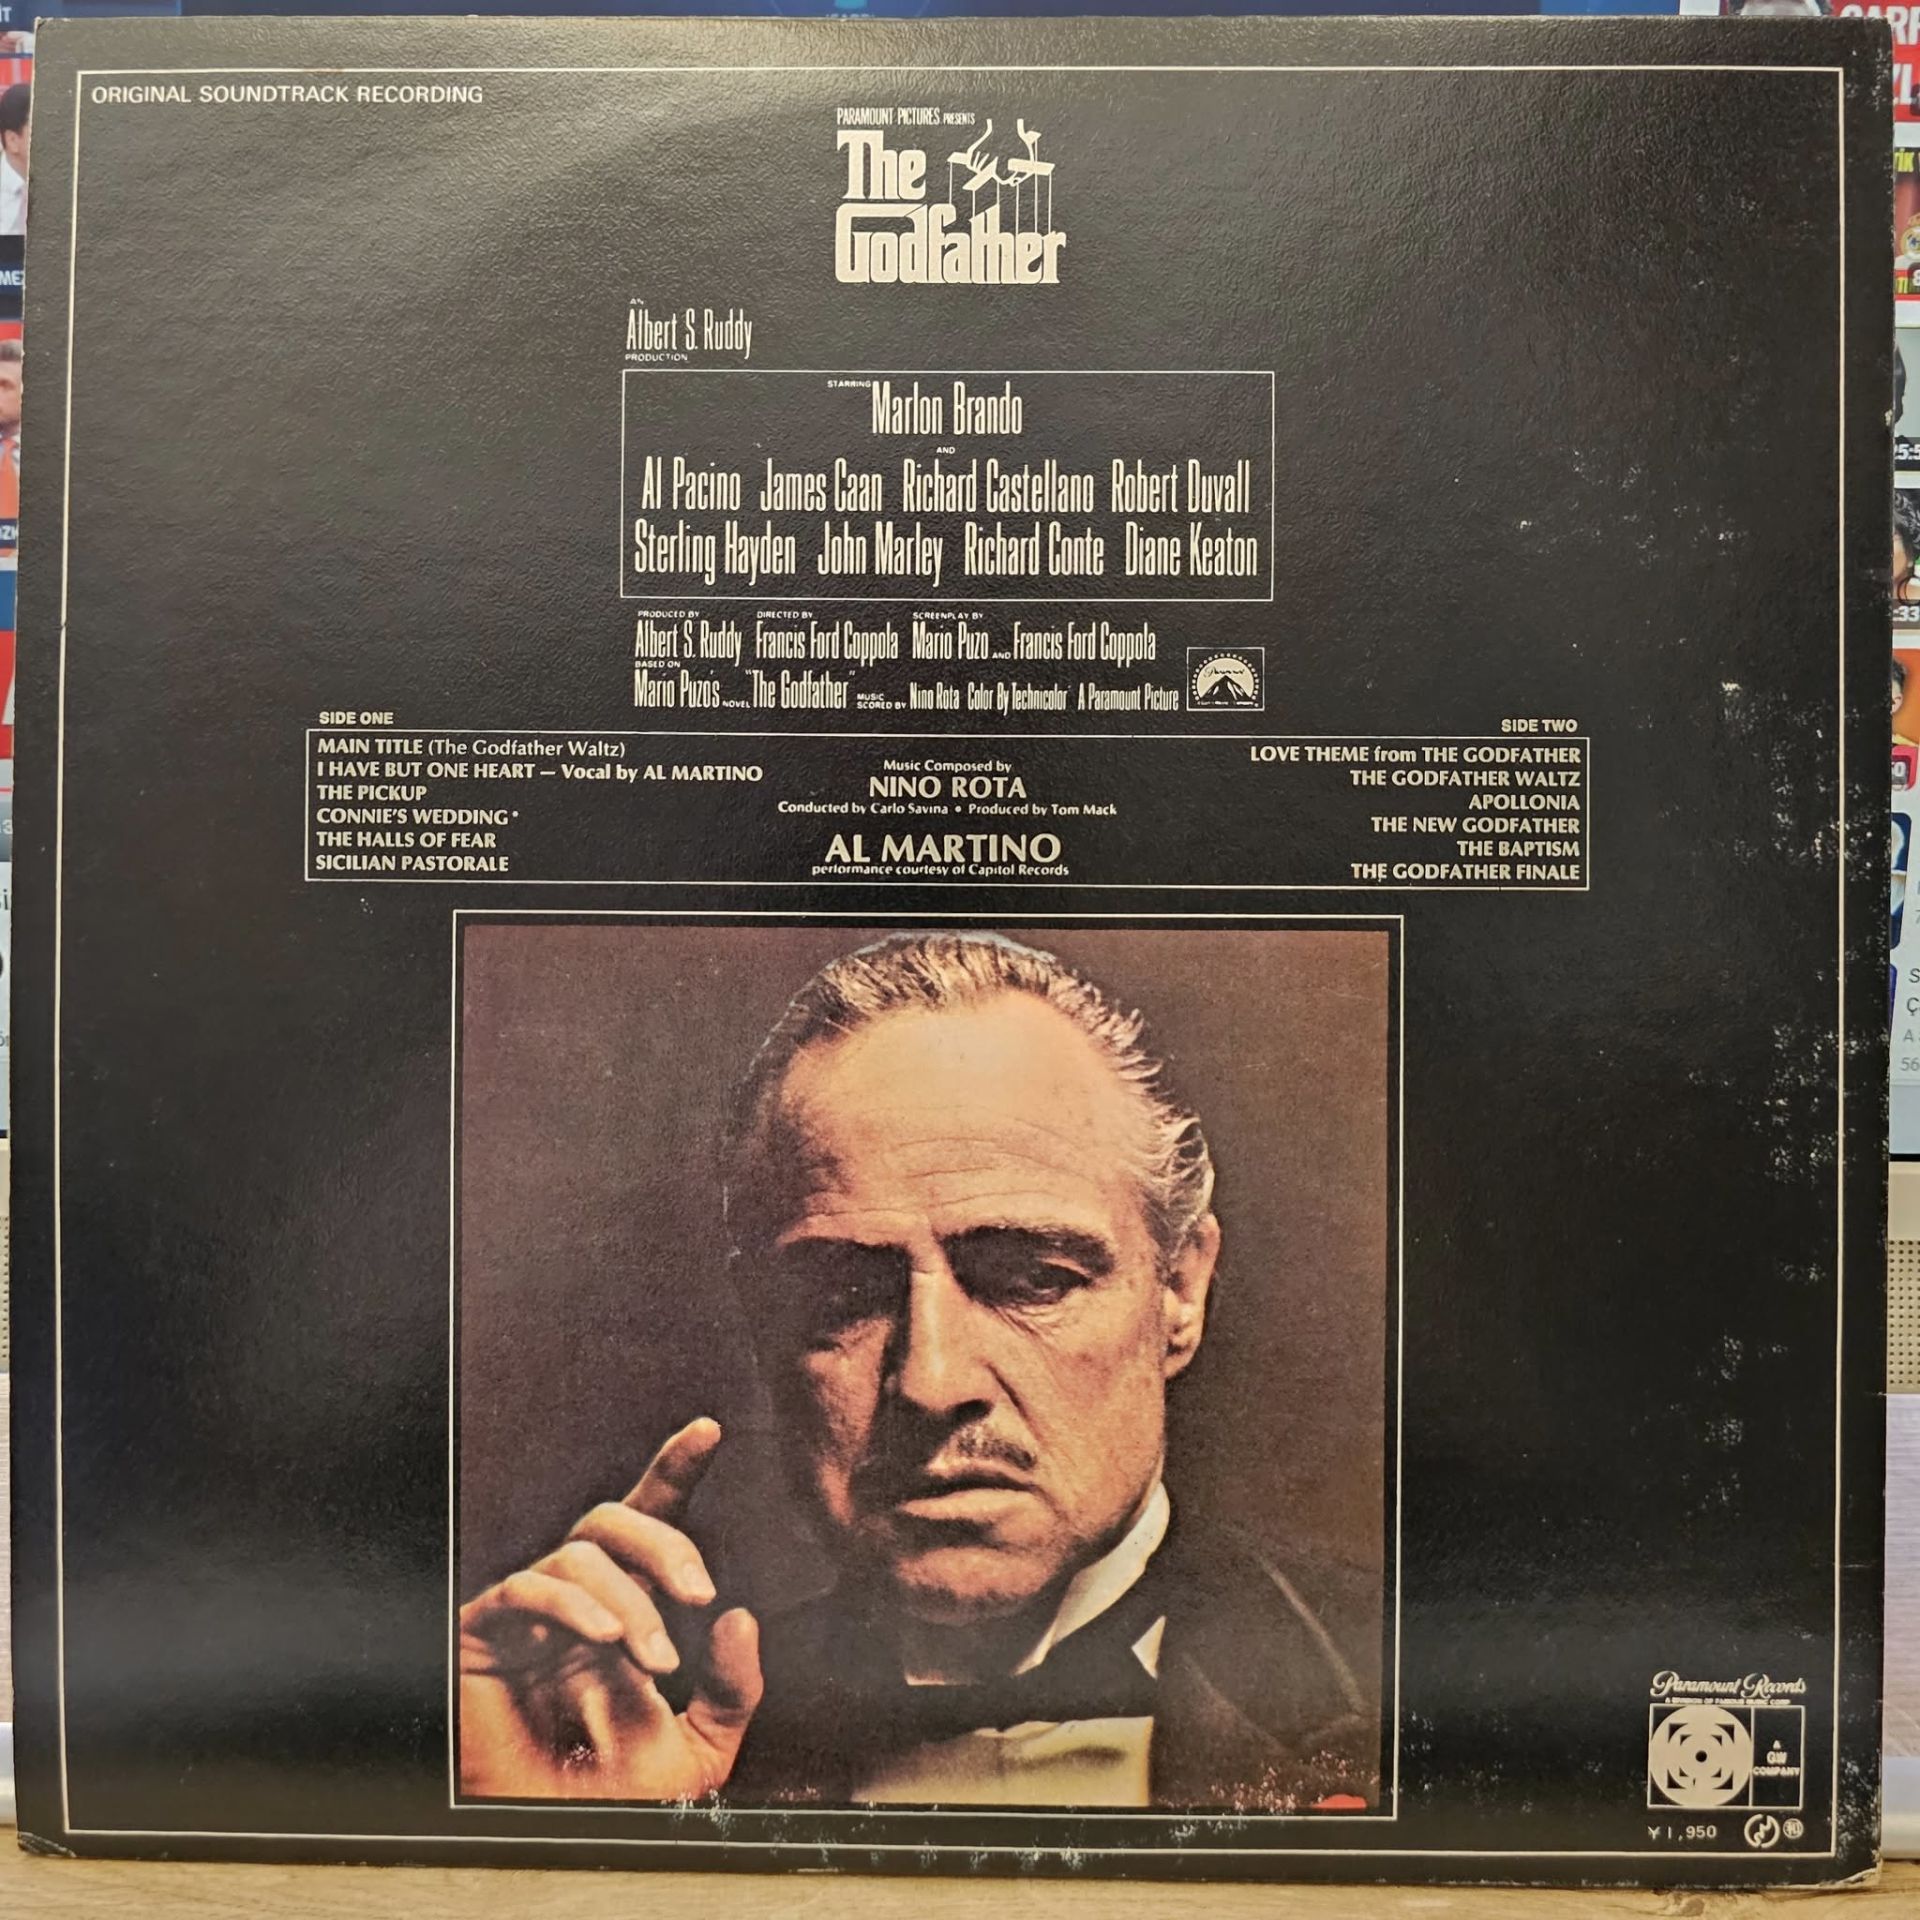 ORIGINAL SOUNDTRACK RECORDING
PARAMOUNT PICTURES PRESENTS
The
Godfather
AN
Albert S. Ruddy
PRODUCTION
STARRING Marlon Brando
AND
Al Pacino James Caan Richard Castellano Robert Duvall
Sterling Hayden John Marley Richard Conte Diane Keaton
PRODUCED BY DIRECTED BY SCREENPLAY BY
Albert S. Ruddy Francis Ford Coppola Mario Puzo AND Francis Ford Coppola
BASED ON
Mario Puzo's NOVEL "The Godfather" MUSIC SCORED BY Nino Rota Color By Technicolor A Paramount Picture
Paramount
SIDE ONE
MAIN TITLE (The Godfather Waltz)
I HAVE BUT ONE HEART — Vocal by AL MARTINO
THE PICKUP
CONNIE'S WEDDING*
THE HALLS OF FEAR
SICILIAN PASTORALE
Music Composed by
NINO ROTA
Conducted by Carlo Savina • Produced by Tom Mack
AL MARTINO
performance courtesy of Capitol Records
SIDE TWO
LOVE THEME from THE GODFATHER
THE GODFATHER WALTZ
APOLLONIA
THE NEW GODFATHER
THE BAPTISM
THE GODFATHER FINALE
Paramount Records
A DIVISION OF FAMOUS MUSIC CORP
A
G+W
COMPANY
¥1,950